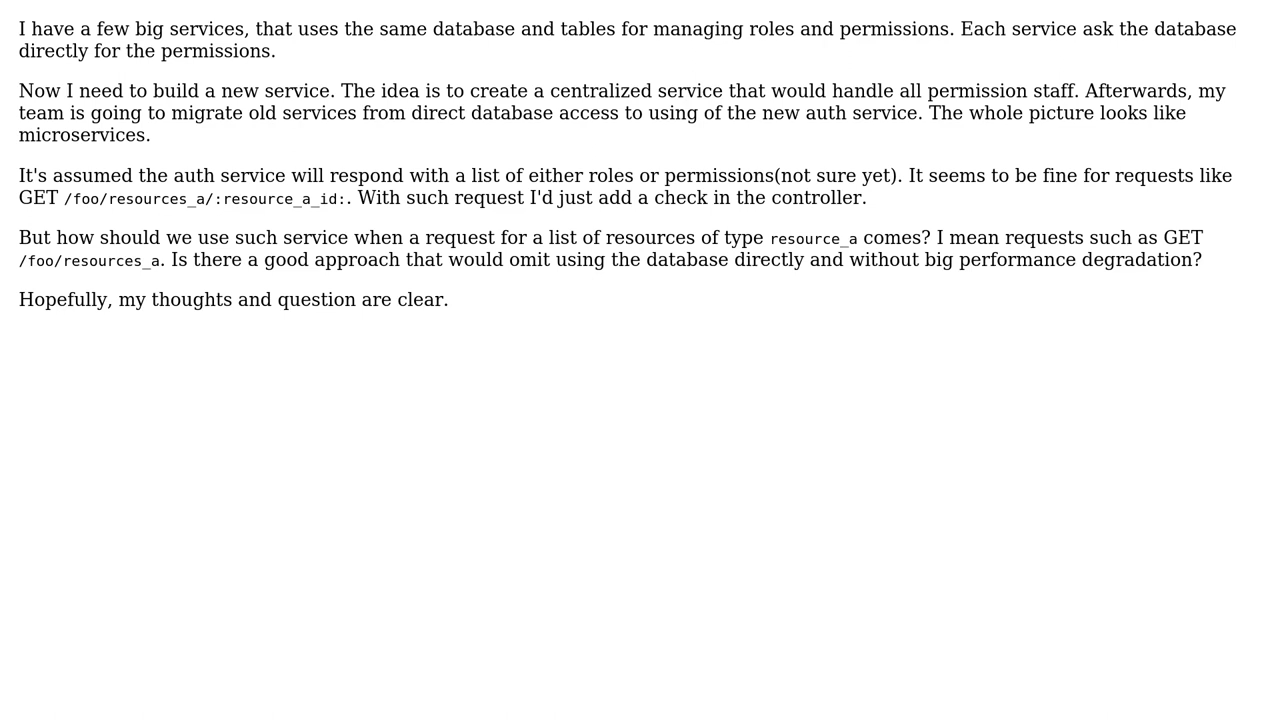 I have a few big services, that uses the same database and tables for managing roles and permissions. Each service ask the database
directly for the permissions.
Now I need to build a new service. The idea is to create a centralized service that would handle all permission staff. Afterwards, my
team is going to migrate old services from direct database access to using of the new auth service. The whole picture looks like
microservices.
It's assumed the auth service will respond with a list of either roles or permissions(not sure yet). It seems to be fine for requests like
GET /foo/resources_a/:resource_a_id:. With such request I'd just add a check in the controller.
But how should we use such service when a request for a list of resources of type resource_a comes? I mean requests such as GET
/foo/resources_a. Is there a good approach that would omit using the database directly and without big performance degradation?
Hopefully, my thoughts and question are clear.